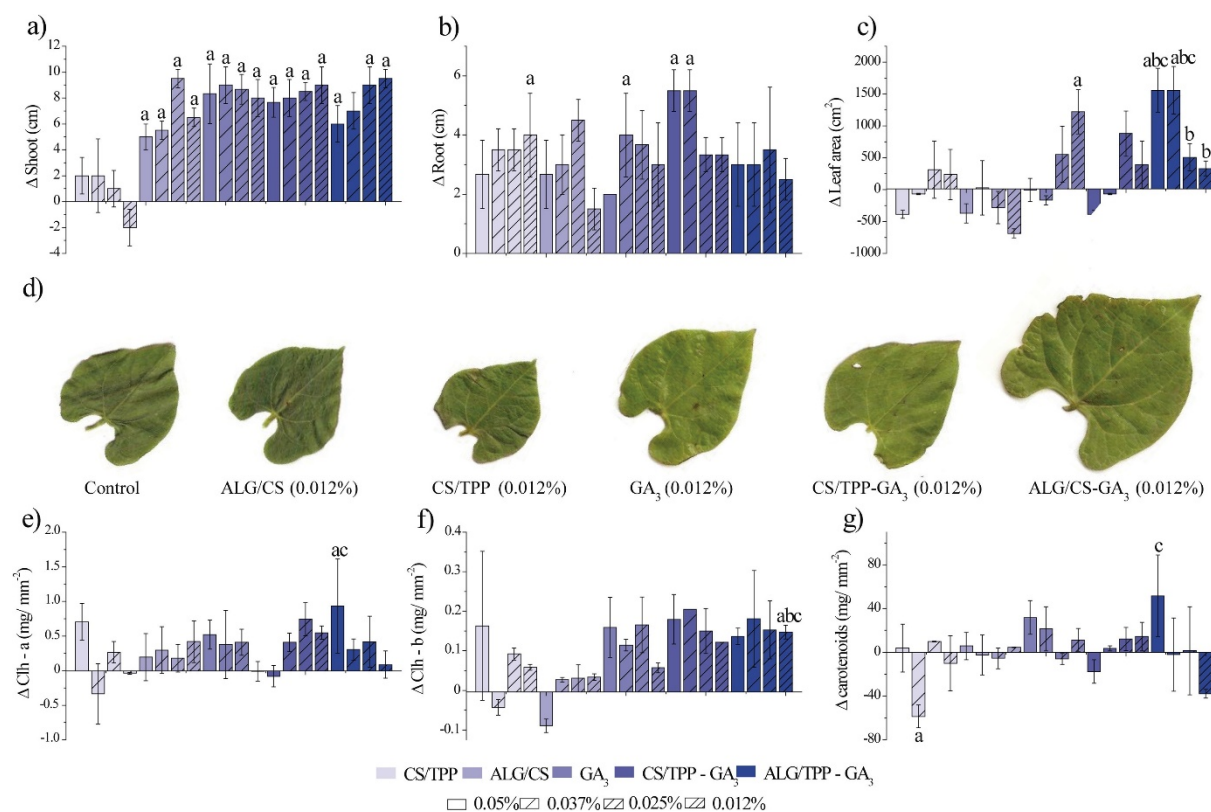 a)
Δ Shoot (cm)
12
10
8
6
4
2
0
-2
-4
a a a a a a a a a a a a a a a
b)
Δ Root (cm)
6
4
2
0
a a a a
c)
Δ Leaf area (cm²)
2500
2000
1500
1000
500
0
-500
-1000
a abc abc b b
d)
Control ALG/CS (0.012%) CS/TPP (0.012%) GA₃ (0.012%) CS/TPP-GA₃ (0.012%) ALG/CS-GA₃ (0.012%)
e)
Δ Clh - a (mg/ mm⁻²)
2.0
1.5
1.0
0.5
0.0
-0.5
-1.0
ac
f)
Δ Clh - b (mg/ mm⁻²)
0.4
0.3
0.2
0.1
0
-0.1
abc
g)
Δ carotenoids (mg/ mm⁻²)
80
40
0
-40
-80
a
c
CS/TPP ALG/CS GA₃ CS/TPP - GA₃ ALG/TPP - GA₃
0.05% 0.037% 0.025% 0.012%